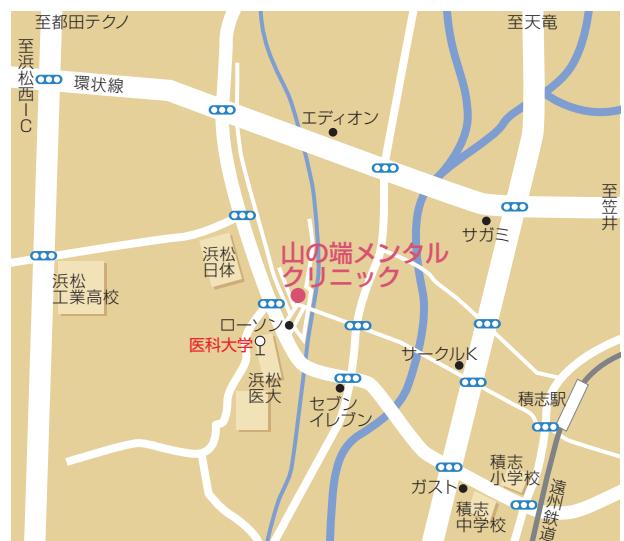 至都田テクノ
至天竜
至浜松西IC
環状線
エディオン
至笠井
サガミ
浜松
日体
山の端メンタル
クリニック
浜松
工業高校
ローソン
医科大学
サークルK
浜松
医大
セブン
イレブン
積志駅
積志
小学校
ガスト
積志
中学校
遠州鉄道